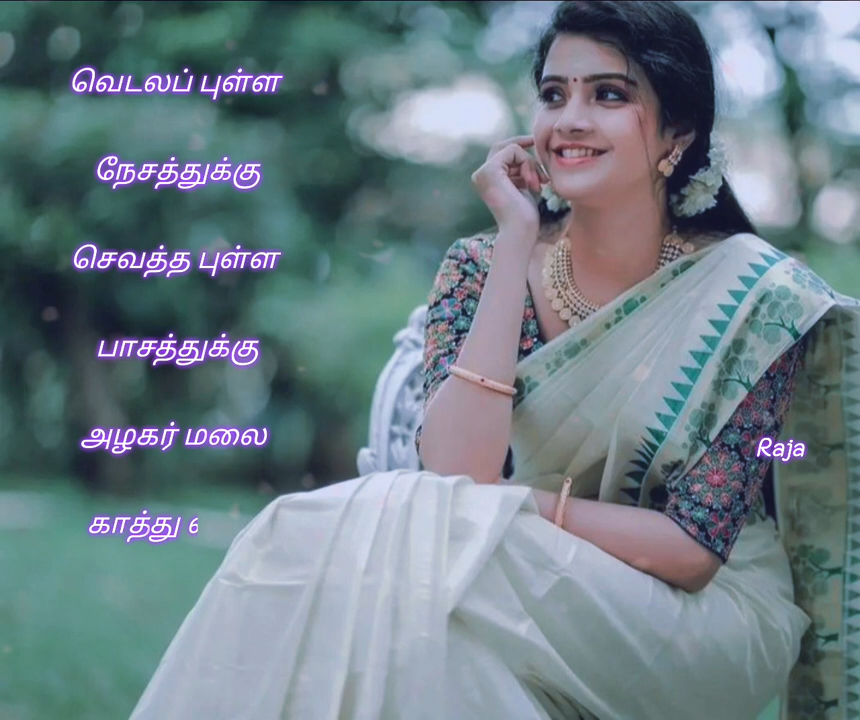 வெடலப் புள்ள
நேசத்துக்கு
செவத்த புள்ள
பாசத்துக்கு
அழகர் மலை
காத்து
Raja